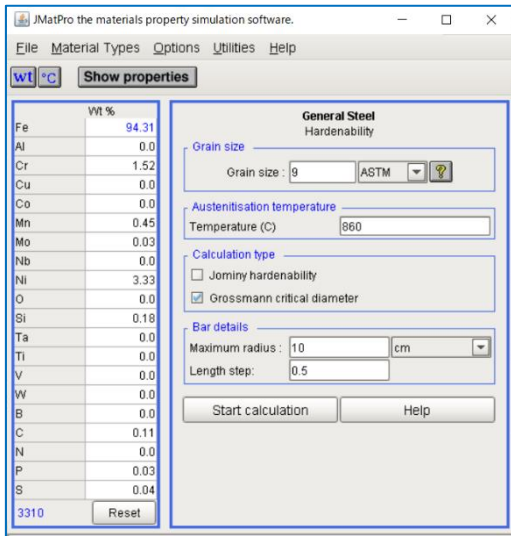 JMatPro the materials property simulation software.
File Material Types Options Utilities Help
wt °C Show properties
Wt %
Fe 94.31
Al 0.0
Cr 1.52
Cu 0.0
Co 0.0
Mn 0.45
Mo 0.03
Nb 0.0
Ni 3.33
O 0.0
Si 0.18
Ta 0.0
Ti 0.0
V 0.0
W 0.0
B 0.0
C 0.11
N 0.0
P 0.03
S 0.04
3310 Reset
General Steel
Hardenability
Grain size
Grain size : 9 ASTM ?
Austenitisation temperature
Temperature (C) 860
Calculation type
Jominy hardenability
Grossmann critical diameter
Bar details
Maximum radius : 10 cm
Length step: 0.5
Start calculation Help